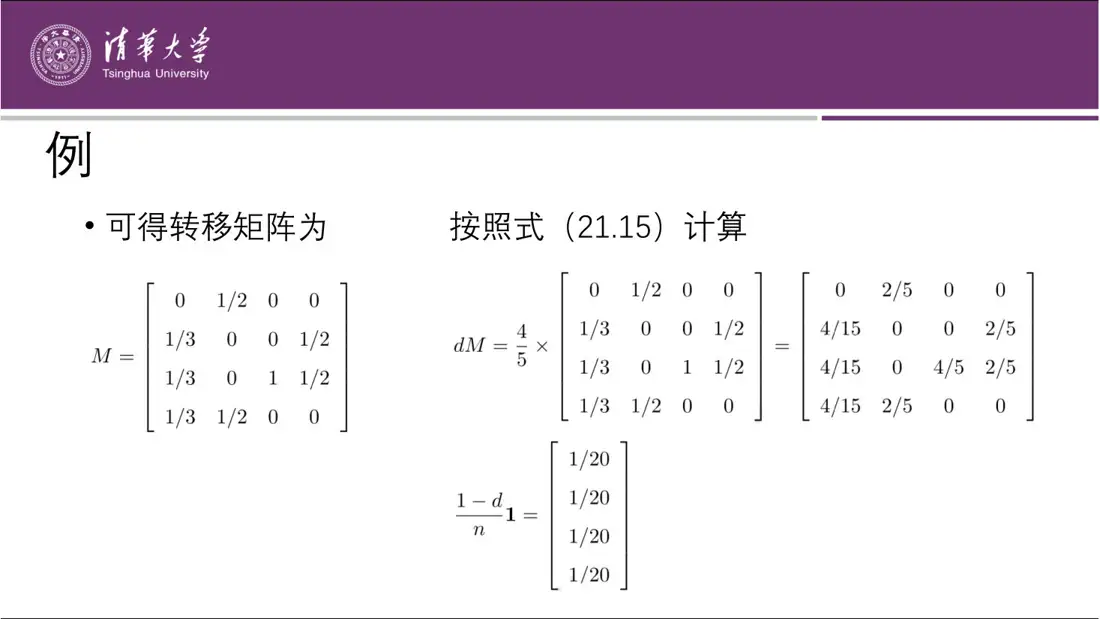 清华大学
Tsinghua University
例
• 可得转移矩阵为
M = [ 0 1/2 0 0
1/3 0 0 1/2
1/3 0 1 1/2
1/3 1/2 0 0 ]
按照式（21.15）计算
dM = 4/5 × [ 0 1/2 0 0
1/3 0 0 1/2
1/3 0 1 1/2
1/3 1/2 0 0 ] = [ 0 2/5 0 0
4/15 0 0 2/5
4/15 0 4/5 2/5
4/15 2/5 0 0 ]
(1 − d)/n 1 = [ 1/20
1/20
1/20
1/20 ]